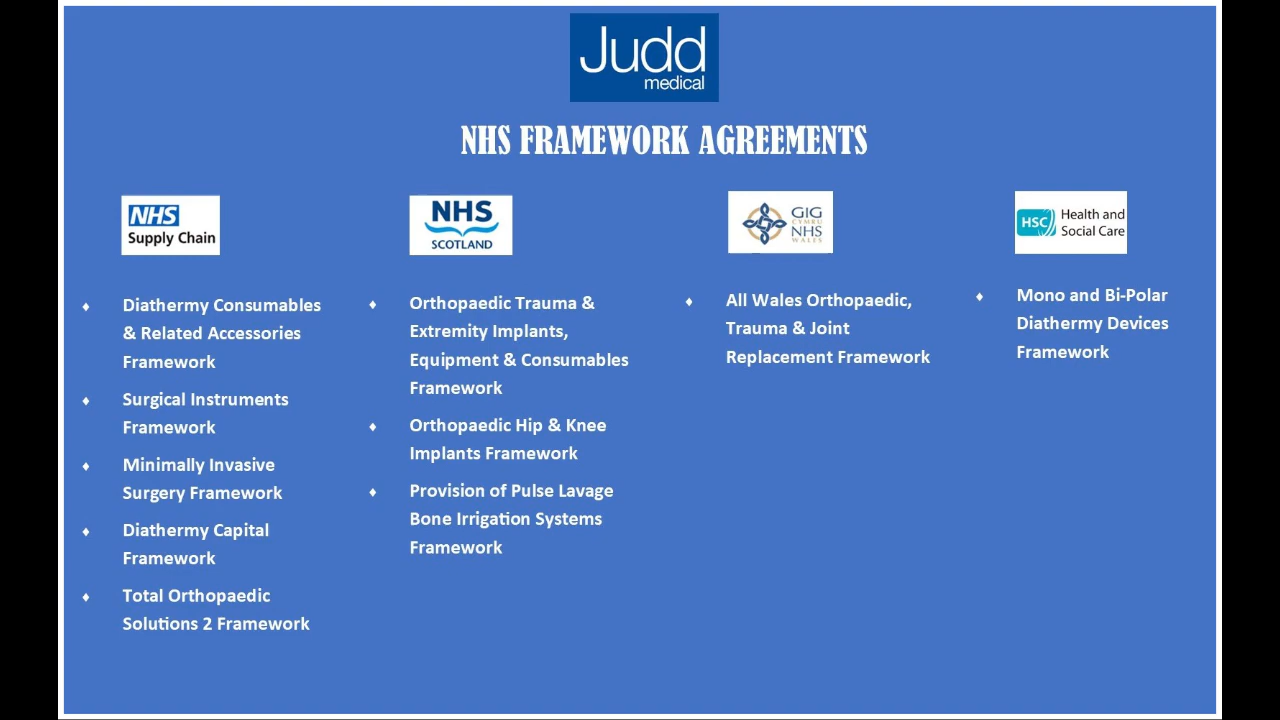 Judd
medical
NHS FRAMEWORK AGREEMENTS
NHS
Supply Chain
♦ Diathermy Consumables
& Related Accessories
Framework
♦ Surgical Instruments
Framework
♦ Minimally Invasive
Surgery Framework
♦ Diathermy Capital
Framework
♦ Total Orthopaedic
Solutions 2 Framework
NHS
SCOTLAND
♦ Orthopaedic Trauma &
Extremity Implants,
Equipment & Consumables
Framework
♦ Orthopaedic Hip & Knee
Implants Framework
♦ Provision of Pulse Lavage
Bone Irrigation Systems
Framework
GIG
CYMRU
NHS
WALES
♦ All Wales Orthopaedic,
Trauma & Joint
Replacement Framework
HSC
Health and
Social Care
♦ Mono and Bi-Polar
Diathermy Devices
Framework